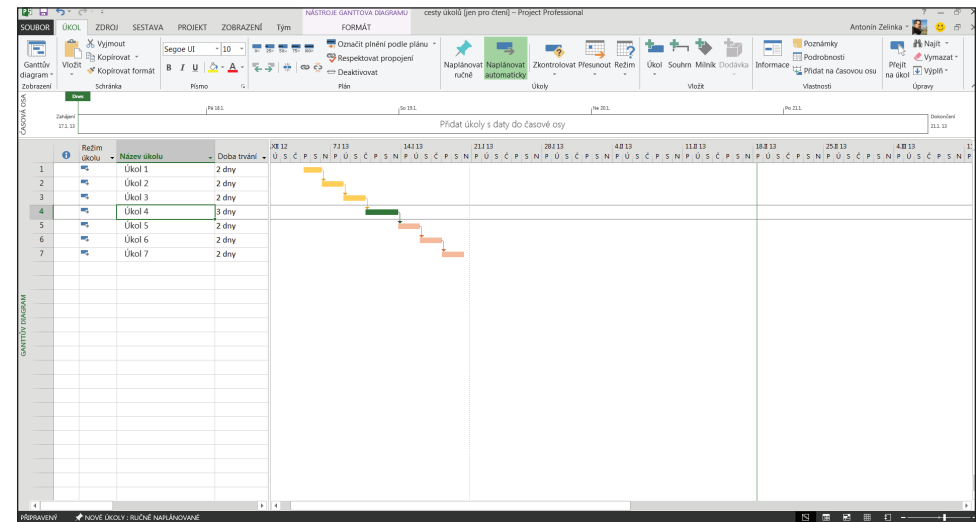 NÁSTROJE GANTTOVA DIAGRAMU cesty úkolů [jen pro čtení] – Project Professional
SOUBOR ÚKOL ZDROJ SESTAVA PROJEKT ZOBRAZENÍ Tým FORMÁT Antonín Zelinka
Ganttův diagram
Zobrazení
Vložit
Vyjmout
Kopírovat
Kopírovat formát
Schránka
Segoe UI 10
B I U A
Písmo
Označit plnění podle plánu
Respektovat propojení
Deaktivovat
Plán
Naplánovat ručně
Naplánovat automaticky
Zkontrolovat Přesunout Režim
Úkoly
Úkol Souhrn Milník Dodávka
Vložit
Informace
Poznámky
Podrobnosti
Přidat na časovou osu
Vlastnosti
Přejít na úkol
Najít
Vymazat
Výplň
Úpravy
ČASOVÁ OSA
Dnes
Zahájení
17.1. 13
Pá 18.1. So 19.1. Ne 20.1. Po 21.1.
Přidat úkoly s daty do časové osy
Dokončení
21.1. 13
Režim úkolu Název úkolu Doba trvání
.XII 12 7.I 13 14.I 13 21.I 13 28.I 13 4.II 13 11.II 13 18.II 13 25.II 13 4.III 13 11
Ú S Č P S N P Ú S Č P S N P Ú S Č P S N P Ú S Č P S N P Ú S Č P S N P Ú S Č P S N P Ú S Č P S N P Ú S Č P S N P Ú S Č P S N P Ú S Č P S N P
1 Úkol 1 2 dny
2 Úkol 2 2 dny
3 Úkol 3 2 dny
4 Úkol 4 3 dny
5 Úkol 5 2 dny
6 Úkol 6 2 dny
7 Úkol 7 2 dny
GANTTŮV DIAGRAM
PŘIPRAVENÝ NOVÉ ÚKOLY : RUČNĚ NAPLÁNOVANÉ